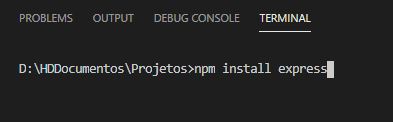 PROBLEMS OUTPUT DEBUG CONSOLE TERMINAL
D:\HDDocumentos\Projetos>npm install express